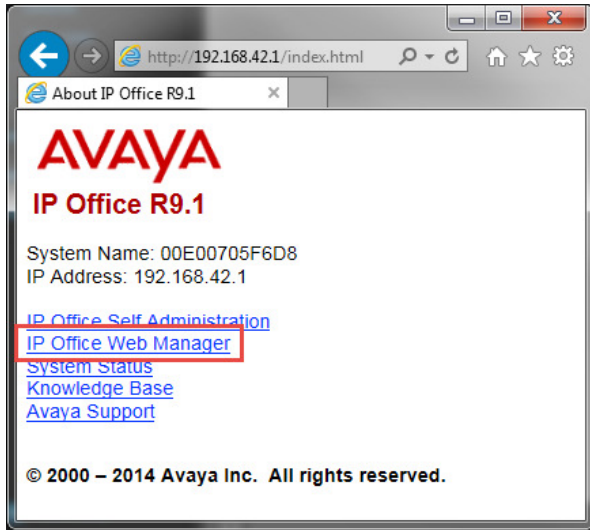 http://192.168.42.1/index.html
About IP Office R9.1
AVAYA
IP Office R9.1
System Name: 00E00705F6D8
IP Address: 192.168.42.1
IP Office Self Administration
IP Office Web Manager
System Status
Knowledge Base
Avaya Support
© 2000 – 2014 Avaya Inc. All rights reserved.